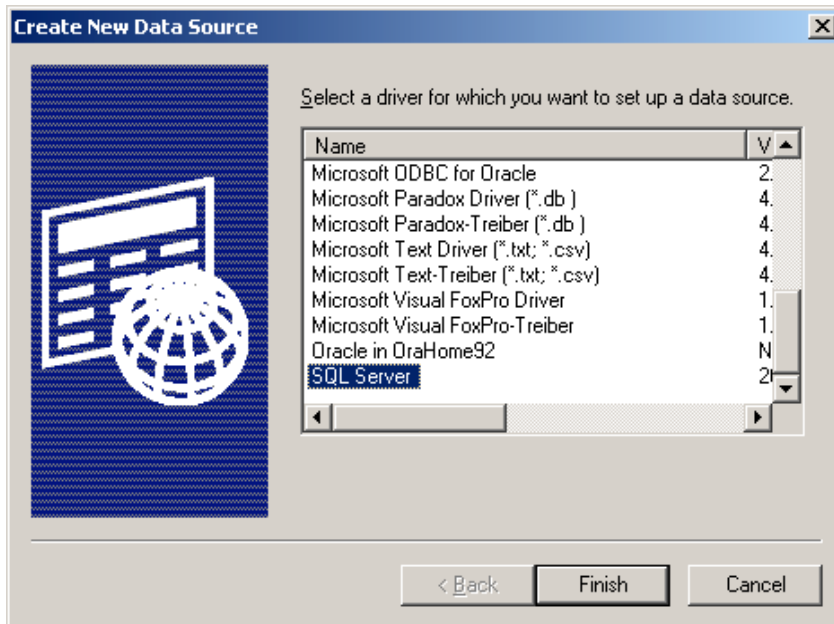 Create New Data Source
Select a driver for which you want to set up a data source.
Name V
Microsoft ODBC for Oracle 2.
Microsoft Paradox Driver (*.db ) 4.
Microsoft Paradox-Treiber (*.db ) 4.
Microsoft Text Driver (*.txt; *.csv) 4.
Microsoft Text-Treiber (*.txt; *.csv) 4.
Microsoft Visual FoxPro Driver 1.
Microsoft Visual FoxPro-Treiber 1.
Oracle in OraHome92 N
SQL Server 20
< Back Finish Cancel